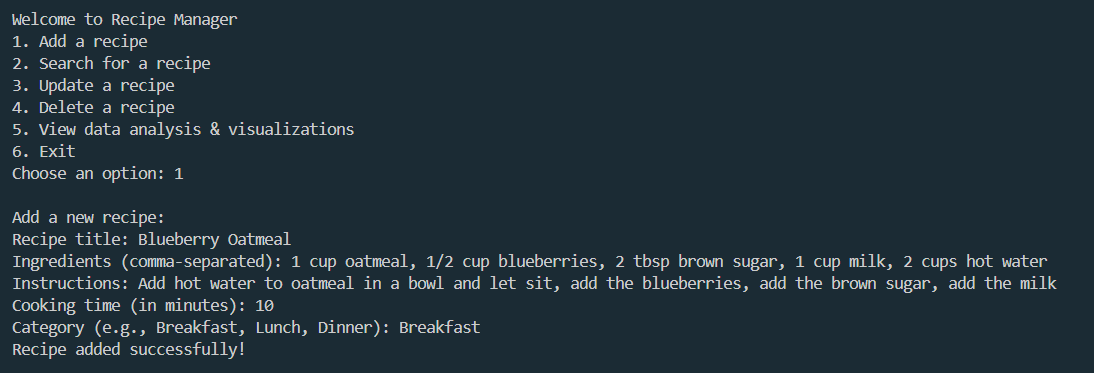 Welcome to Recipe Manager
1. Add a recipe
2. Search for a recipe
3. Update a recipe
4. Delete a recipe
5. View data analysis & visualizations
6. Exit
Choose an option: 1
Add a new recipe:
Recipe title: Blueberry Oatmeal
Ingredients (comma-separated): 1 cup oatmeal, 1/2 cup blueberries, 2 tbsp brown sugar, 1 cup milk, 2 cups hot water
Instructions: Add hot water to oatmeal in a bowl and let sit, add the blueberries, add the brown sugar, add the milk
Cooking time (in minutes): 10
Category (e.g., Breakfast, Lunch, Dinner): Breakfast
Recipe added successfully!